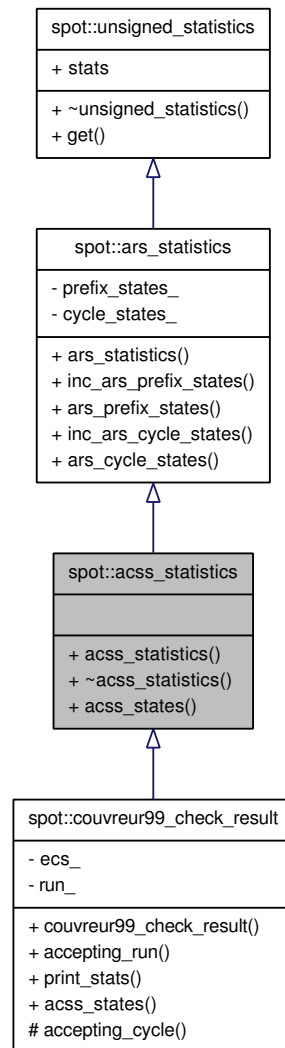 spot::unsigned_statistics
+ stats
+ ~unsigned_statistics()
+ get()
spot::ars_statistics
- prefix_states_
- cycle_states_
+ ars_statistics()
+ inc_ars_prefix_states()
+ ars_prefix_states()
+ inc_ars_cycle_states()
+ ars_cycle_states()
spot::acss_statistics
+ acss_statistics()
+ ~acss_statistics()
+ acss_states()
spot::couvreur99_check_result
- ecs_
- run_
+ couvreur99_check_result()
+ accepting_run()
+ print_stats()
+ acss_states()
# accepting_cycle()